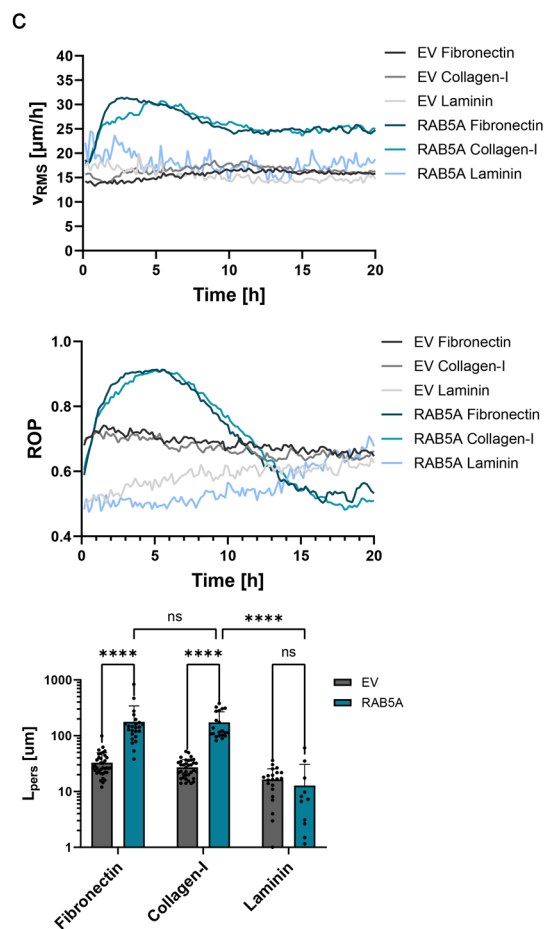 C
40
35
30
25
20
15
10
5
0
vRMS [µm/h]
0 5 10 15 20
Time [h]
EV Fibronectin
EV Collagen-I
EV Laminin
RAB5A Fibronectin
RAB5A Collagen-I
RAB5A Laminin
1.0
0.8
0.6
0.4
ROP
0 5 10 15 20
Time [h]
EV Fibronectin
EV Collagen-I
EV Laminin
RAB5A Fibronectin
RAB5A Collagen-I
RAB5A Laminin
ns ****
**** **** ns
1000
100
10
1
Lpers [um]
EV
RAB5A
Fibronectin
Collagen-I
Laminin